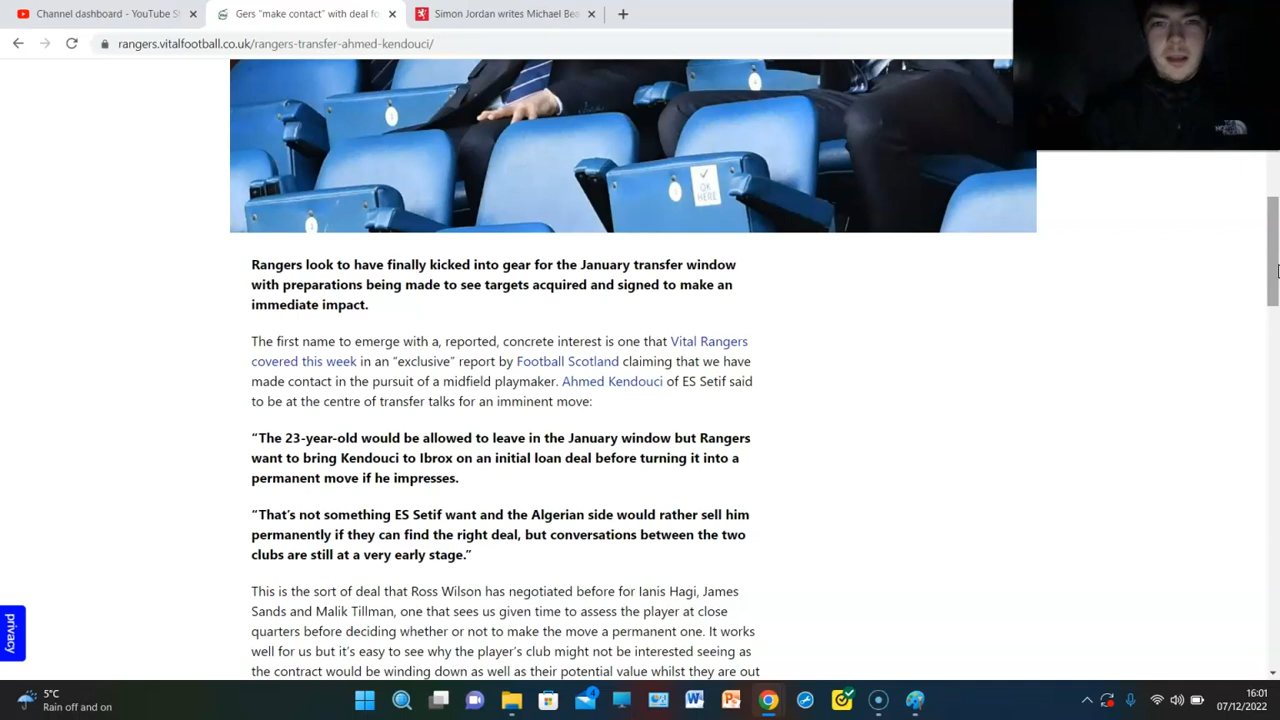 Channel dashboard - YouTube S
Gers "make contact" with deal fo
Simon Jordan writes Michael Bea
rangers.vitalfootball.co.uk/rangers-transfer-ahmed-kendouci/
OK
HERE
Rangers look to have finally kicked into gear for the January transfer window
with preparations being made to see targets acquired and signed to make an
immediate impact.
The first name to emerge with a, reported, concrete interest is one that Vital Rangers
covered this week in an “exclusive” report by Football Scotland claiming that we have
made contact in the pursuit of a midfield playmaker. Ahmed Kendouci of ES Setif said
to be at the centre of transfer talks for an imminent move:
“The 23-year-old would be allowed to leave in the January window but Rangers
want to bring Kendouci to Ibrox on an initial loan deal before turning it into a
permanent move if he impresses.
“That’s not something ES Setif want and the Algerian side would rather sell him
permanently if they can find the right deal, but conversations between the two
clubs are still at a very early stage.”
This is the sort of deal that Ross Wilson has negotiated before for Ianis Hagi, James
Sands and Malik Tillman, one that sees us given time to assess the player at close
quarters before deciding whether or not to make the move a permanent one. It works
well for us but it’s easy to see why the player’s club might not be interested seeing as
the contract would be winding down as well as their potential value whilst they are out
privacy
5°C
Rain off and on
4
16:01
07/12/2022